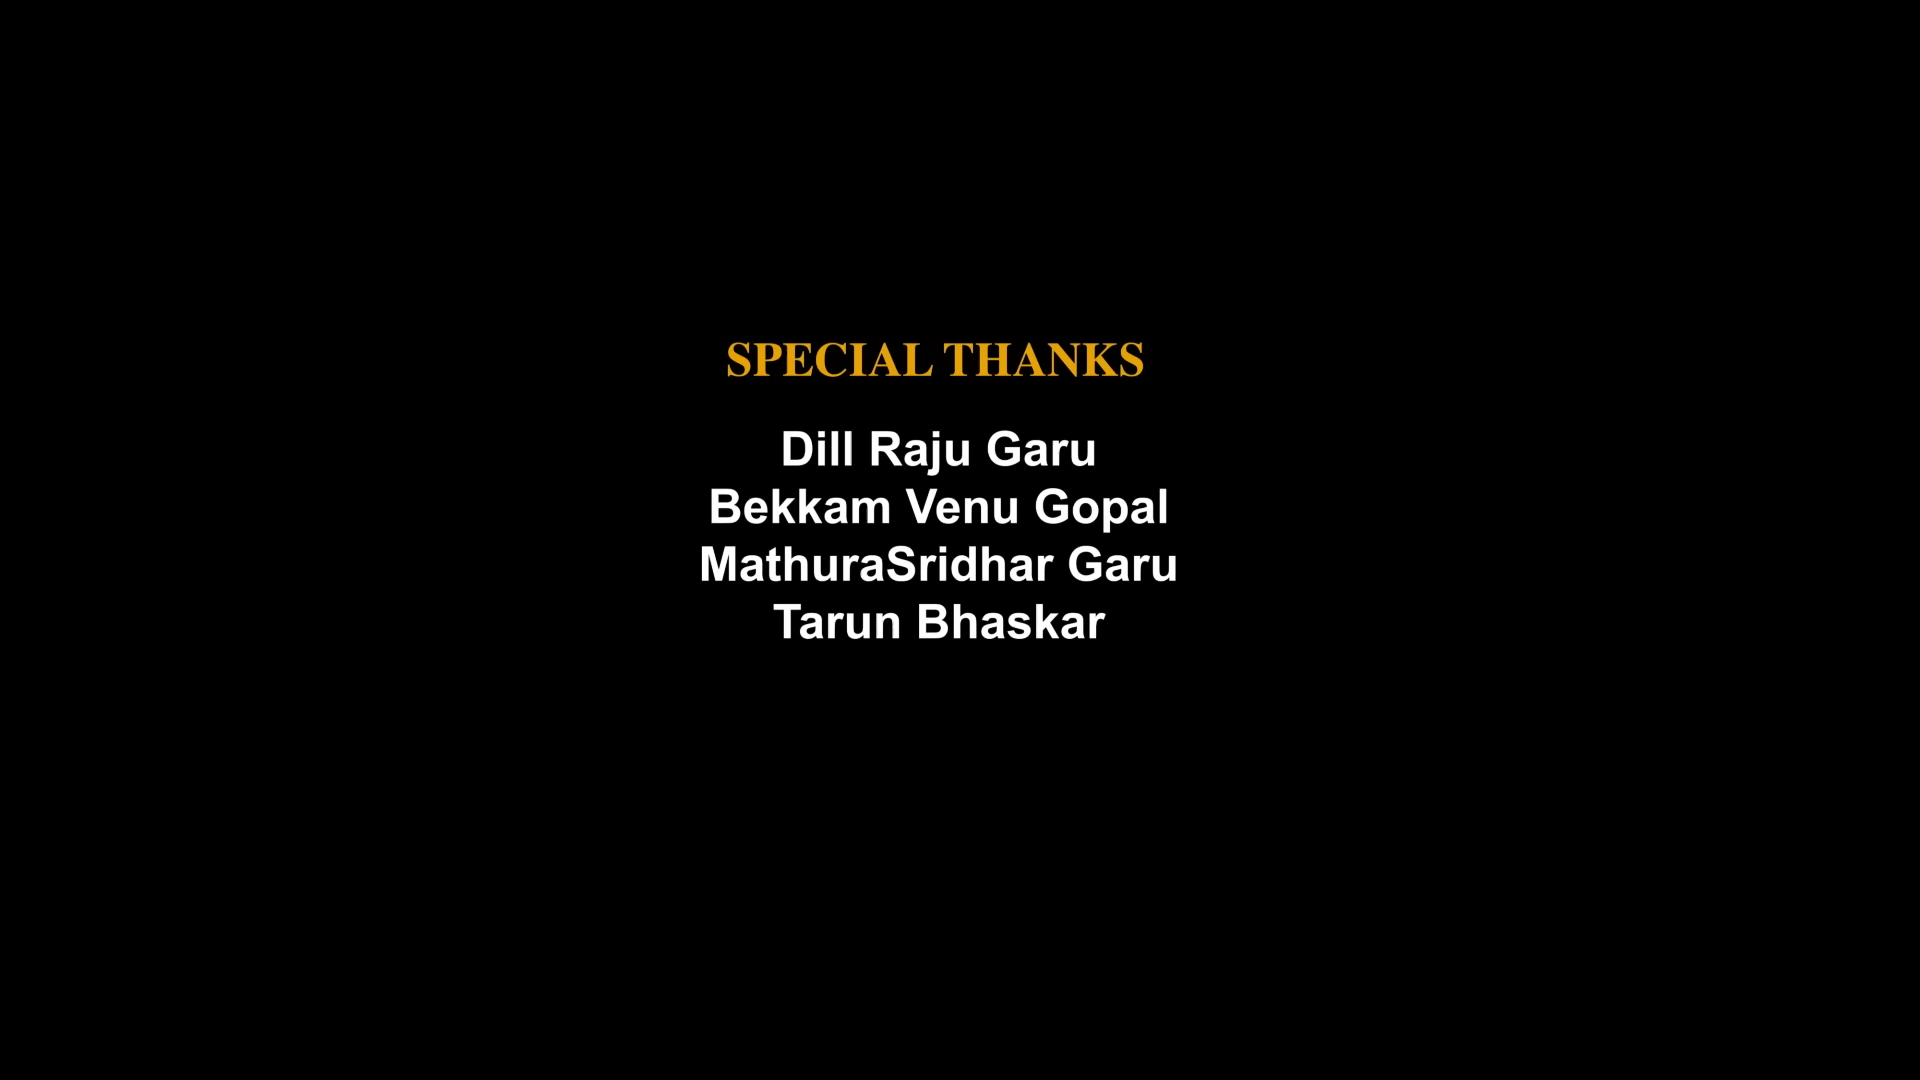 SPECIAL THANKS
Dill Raju Garu
Bekkam Venu Gopal
MathuraSridhar Garu
Tarun Bhaskar